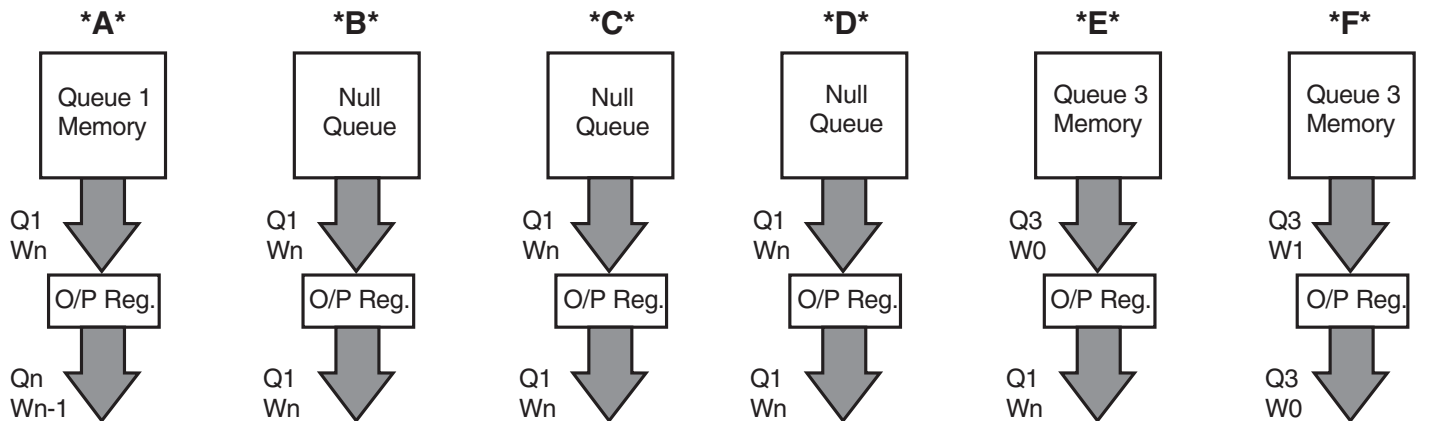 *A* *B* *C* *D* *E* *F*
Queue 1
Memory
Null
Queue
Null
Queue
Null
Queue
Queue 3
Memory
Queue 3
Memory
Q1
Wn
Q1
Wn
Q1
Wn
Q1
Wn
Q3
W0
Q3
W1
O/P Reg. O/P Reg. O/P Reg. O/P Reg. O/P Reg. O/P Reg.
Qn
Wn-1
Q1
Wn
Q1
Wn
Q1
Wn
Q1
Wn
Q3
W0